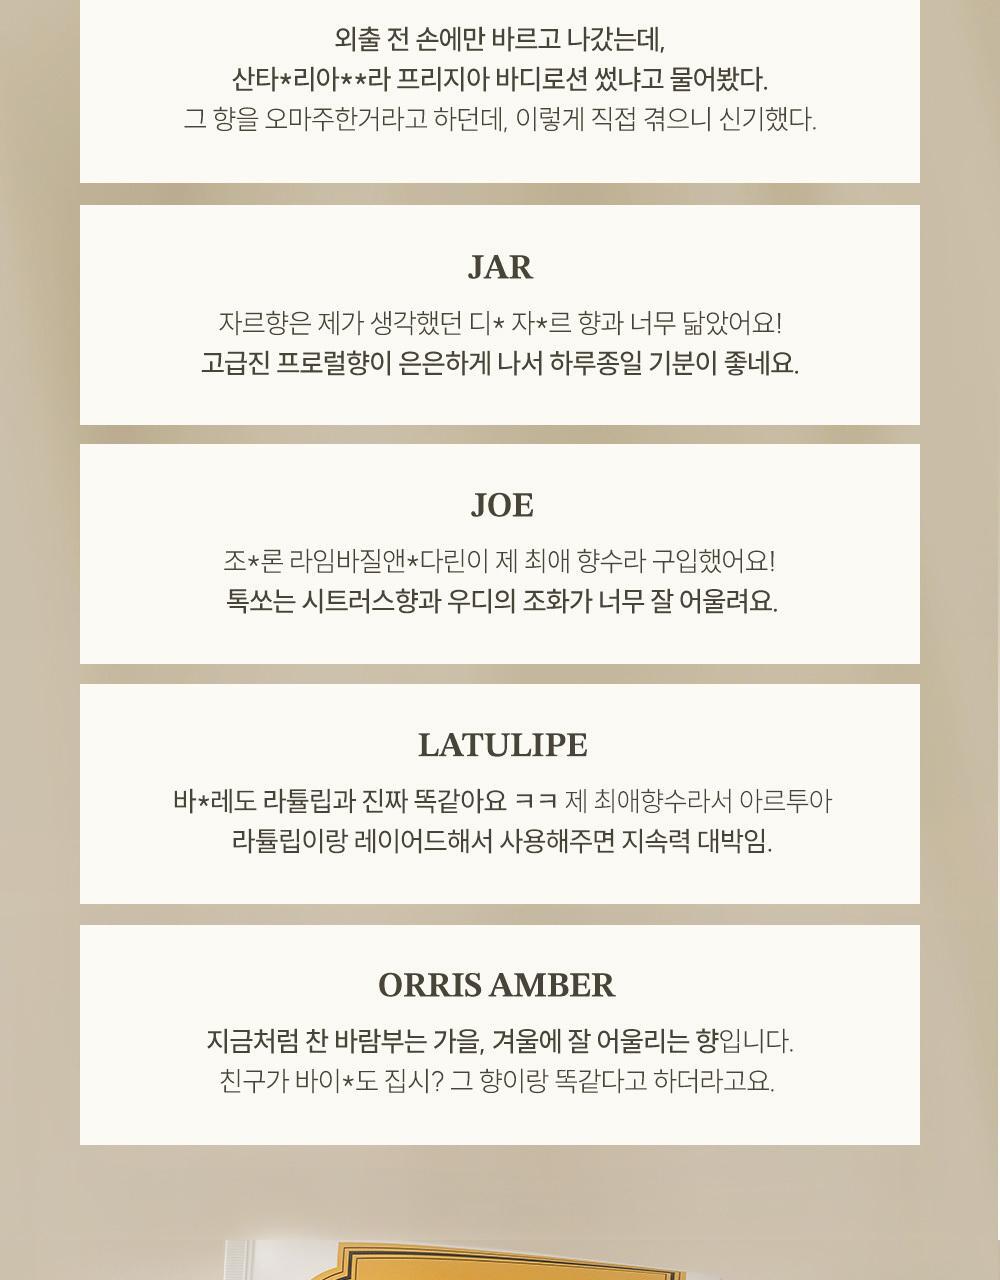 외출 전 손에만 바르고 나갔는데,
산타*리아**라 프리지아 바디로션 썼냐고 물어봤다.
그 향을 오마주한거라고 하던데, 이렇게 직접 겪으니 신기했다.
JAR
자르향은 제가 생각했던 디* 자*르 향과 너무 닮았어요!
고급진 프로럴향이 은은하게 나서 하루종일 기분이 좋네요.
JOE
조*론 라임바질앤*다린이 제 최애 향수라 구입했어요!
톡쏘는 시트러스향과 우디의 조화가 너무 잘 어울려요.
LATULIPE
바*레도 라튤립과 진짜 똑같아요 ㅋㅋ 제 최애향수라서 아르투아
라튤립이랑 레이어드해서 사용해주면 지속력 대박임.
ORRIS AMBER
지금처럼 찬 바람부는 가을, 겨울에 잘 어울리는 향입니다.
친구가 바이*도 집시? 그 향이랑 똑같다고 하더라고요.